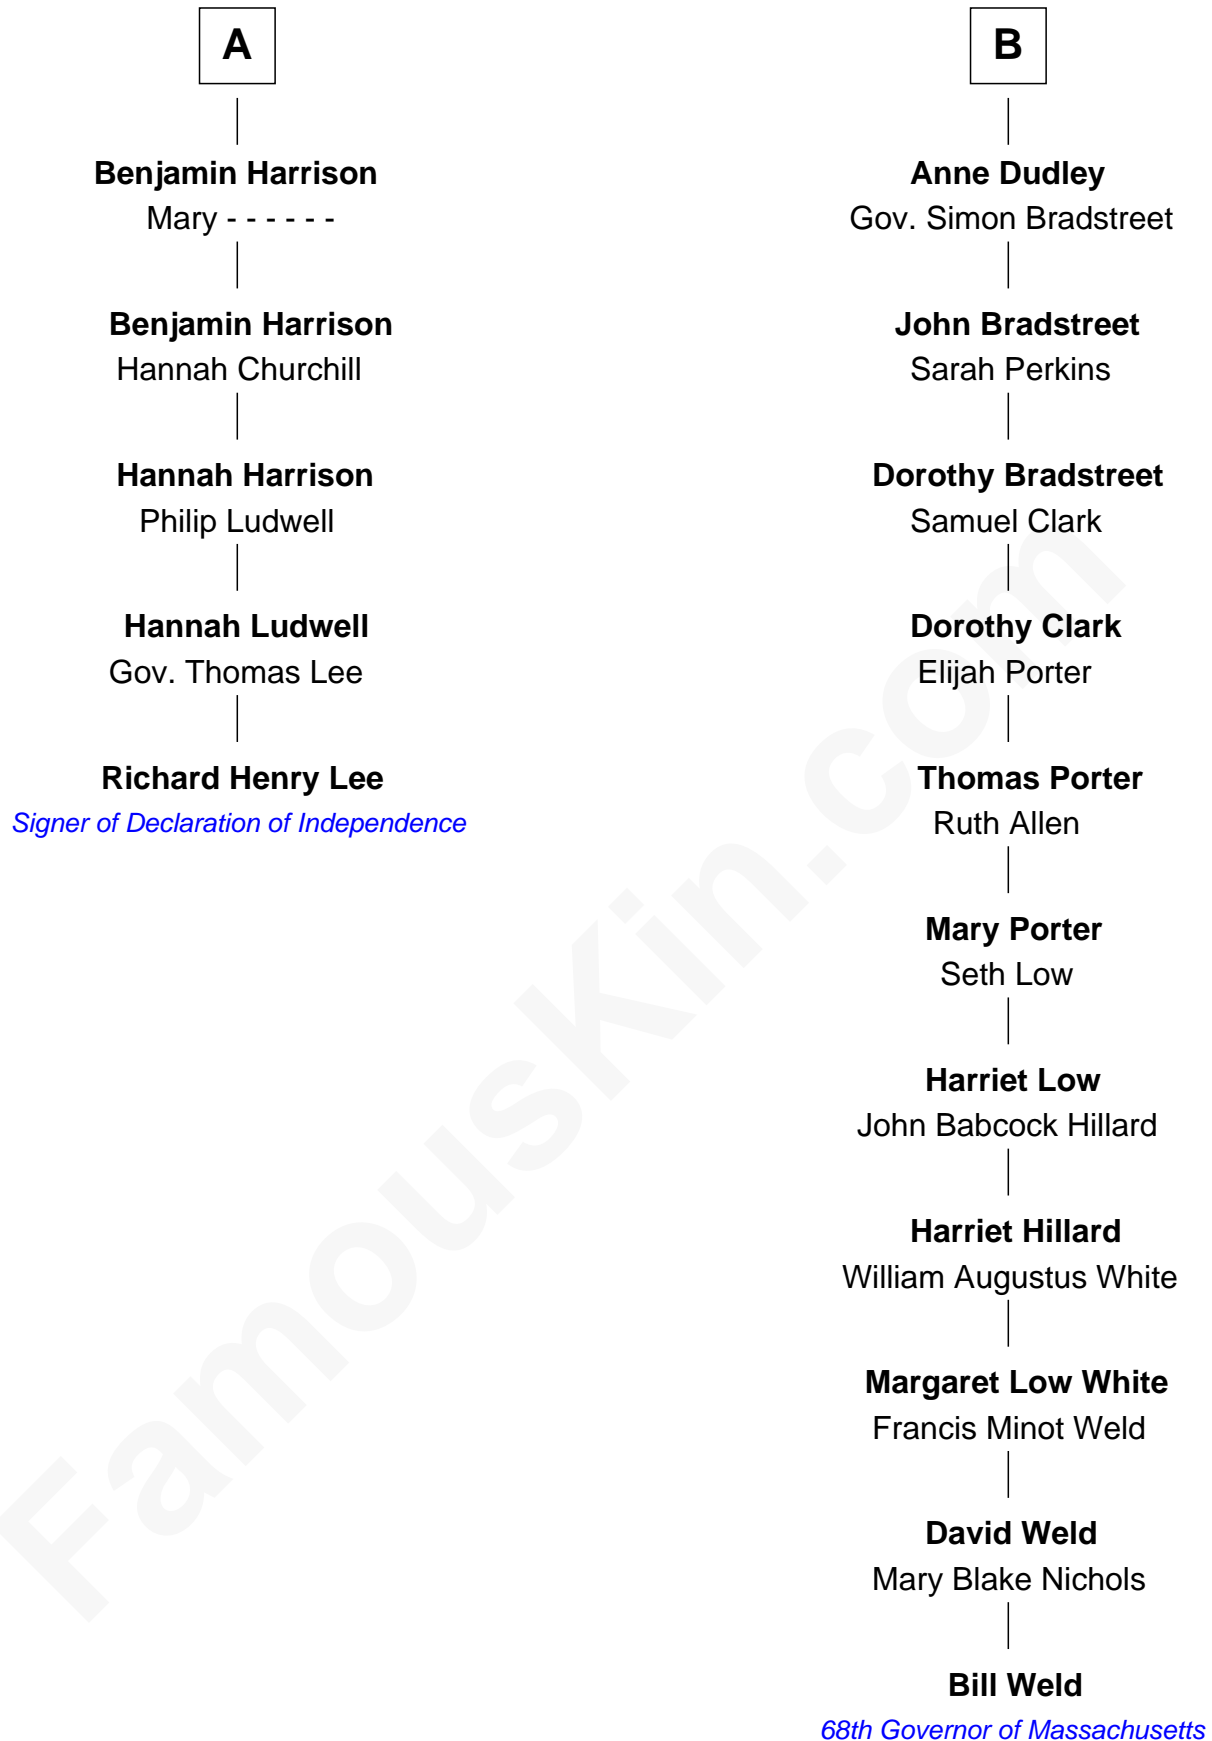 A
Benjamin Harrison
Mary - - - - - -
Benjamin Harrison
Hannah Churchill
Hannah Harrison
Philip Ludwell
Hannah Ludwell
Gov. Thomas Lee
Richard Henry Lee
Signer of Declaration of Independence
B
Anne Dudley
Gov. Simon Bradstreet
John Bradstreet
Sarah Perkins
Dorothy Bradstreet
Samuel Clark
Dorothy Clark
Elijah Porter
Thomas Porter
Ruth Allen
Mary Porter
Seth Low
Harriet Low
John Babcock Hillard
Harriet Hillard
William Augustus White
Margaret Low White
Francis Minot Weld
David Weld
Mary Blake Nichols
Bill Weld
68th Governor of Massachusetts
FamousKin.com